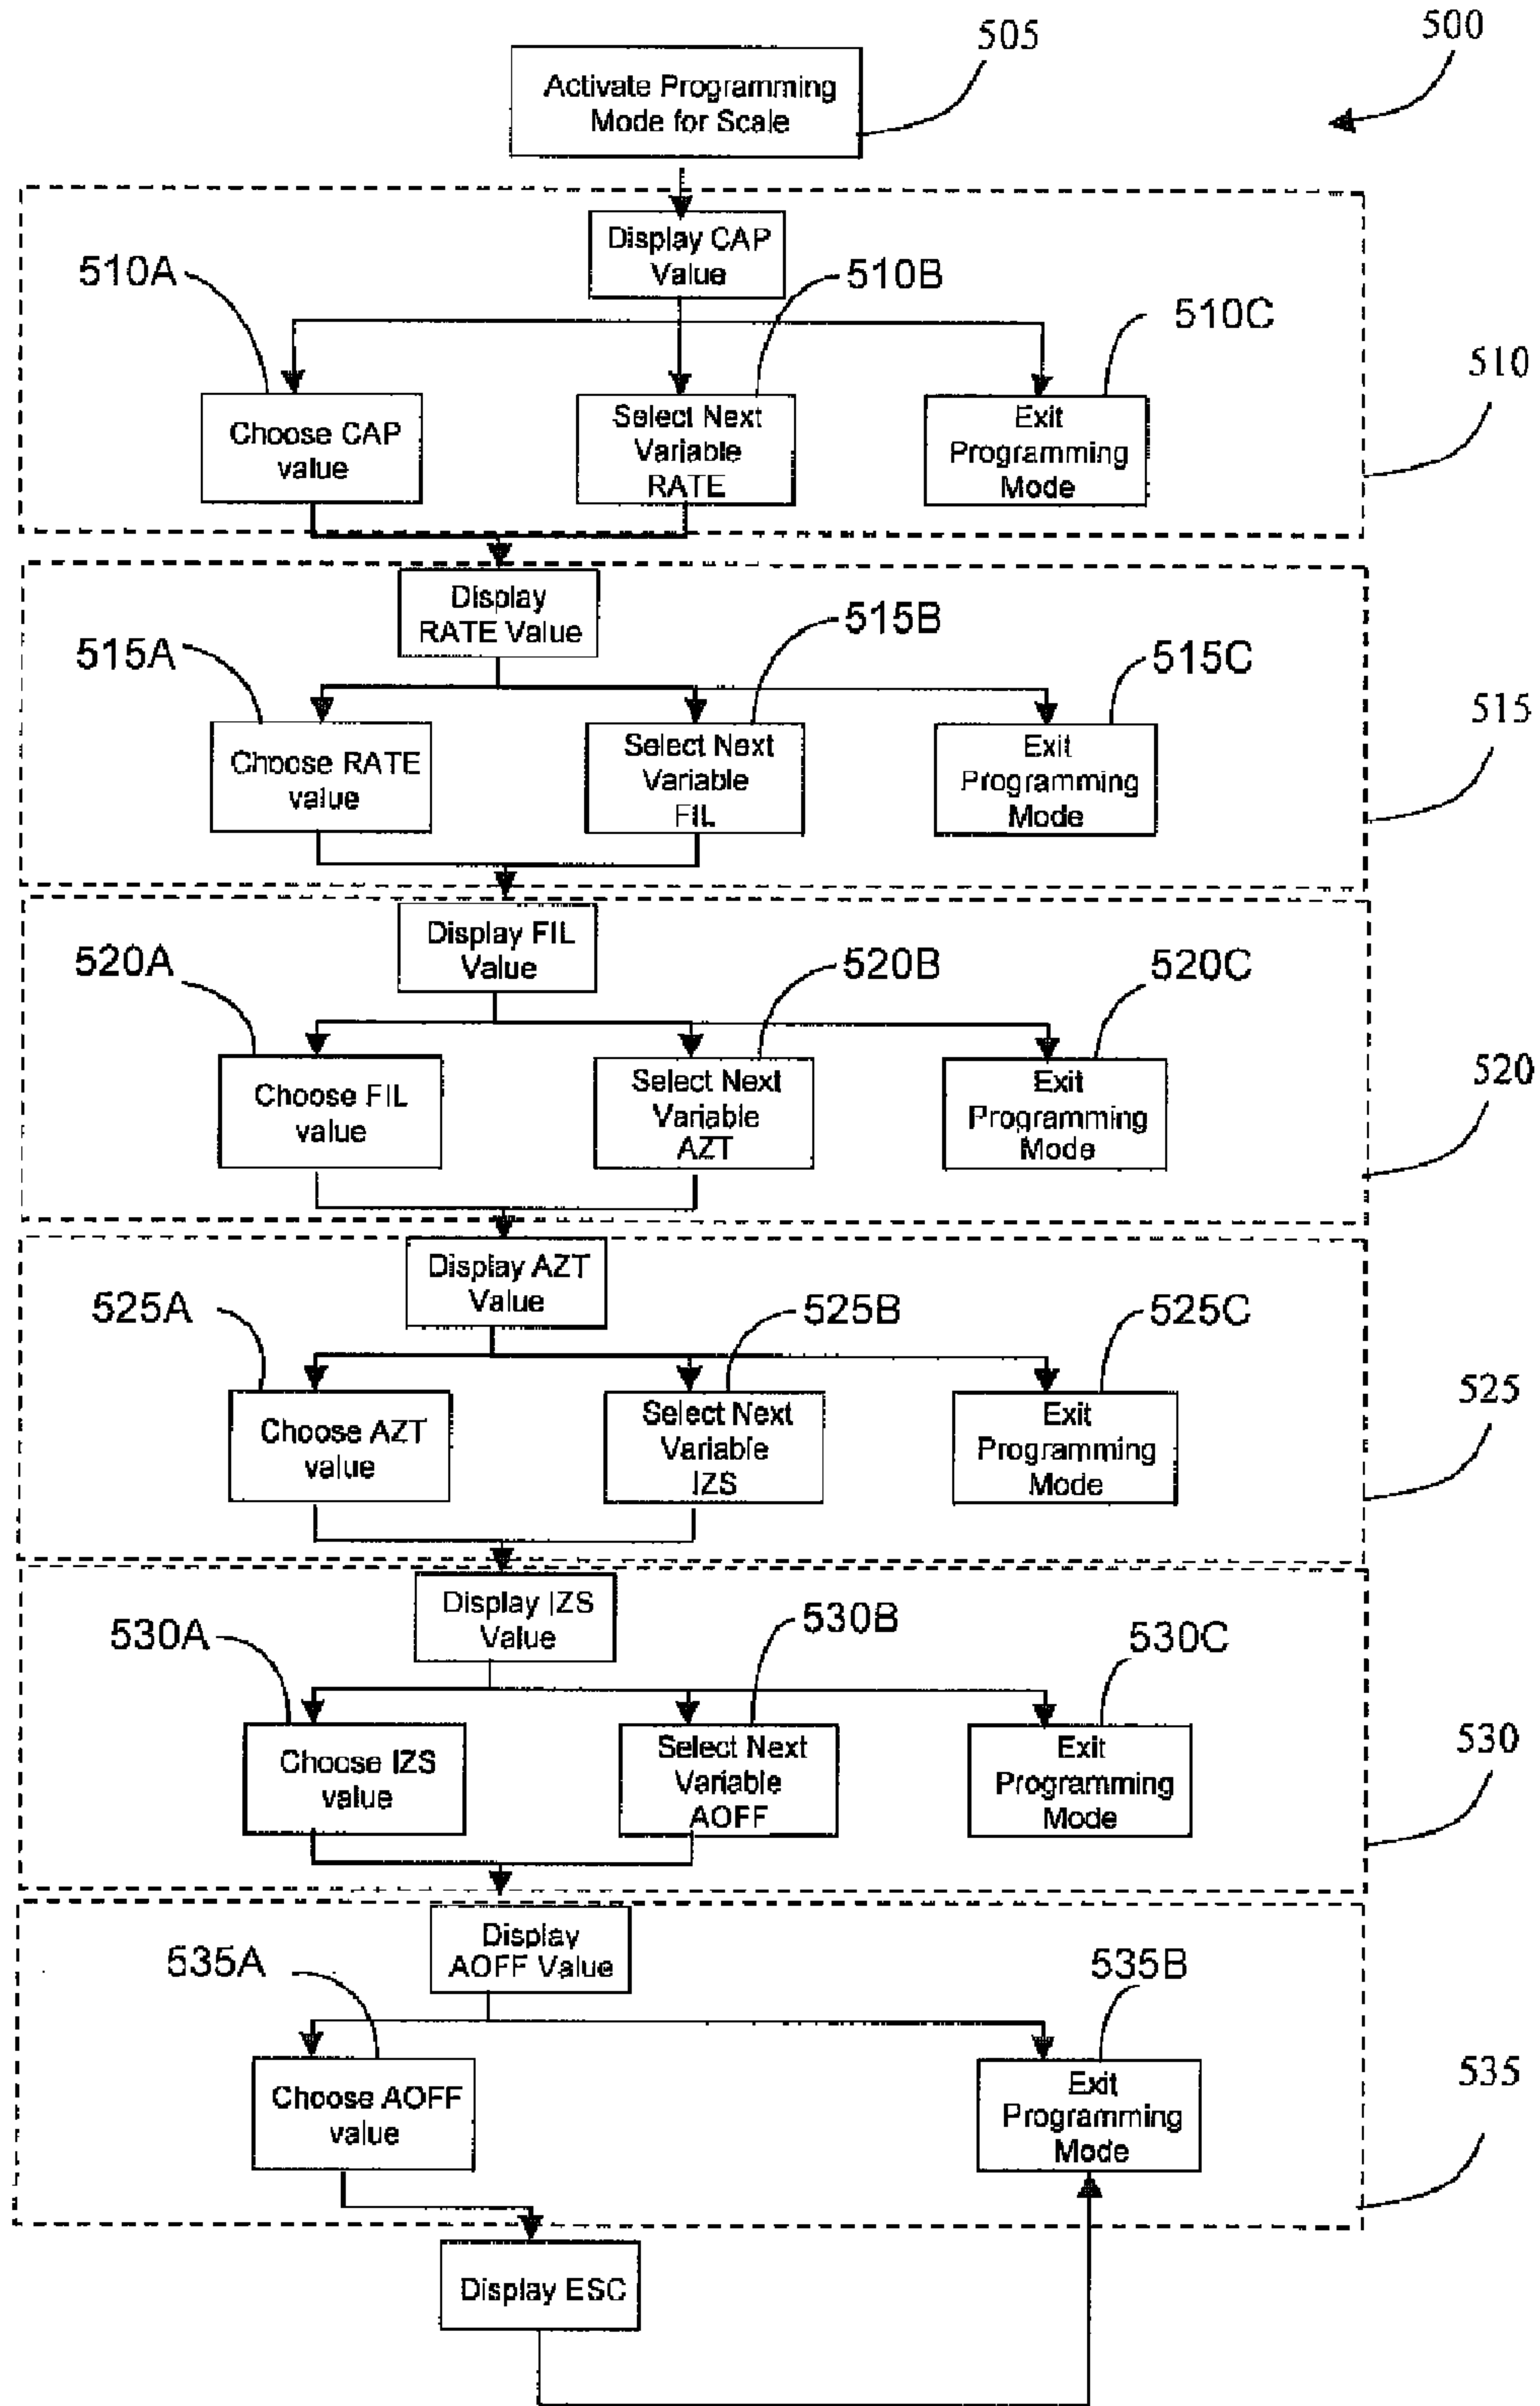 505
500
Activate Programming
Mode for Scale
Display CAP
Value
510A
510B
510C
510
Choose CAP
value
Select Next
Variable
RATE
Exit
Programming
Mode
Display
RATE Value
515A
515B
515C
515
Choose RATE
value
Select Next
Variable
FIL
Exit
Programming
Mode
Display FIL
Value
520A
520B
520C
520
Choose FIL
value
Select Next
Variable
AZT
Exit
Programming
Mode
Display AZT
Value
525A
525B
525C
525
Choose AZT
value
Select Next
Variable
IZS
Exit
Programming
Mode
Display IZS
Value
530A
530B
530C
530
Choose IZS
value
Select Next
Variable
AOFF
Exit
Programming
Mode
Display
AOFF Value
535A
535B
535
Choose AOFF
value
Exit
Programming
Mode
Display ESC